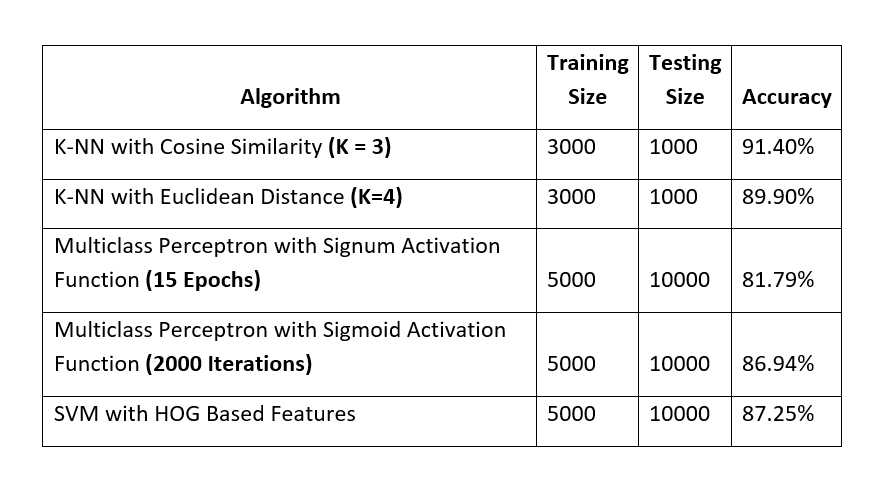 Algorithm Training Size Testing Size Accuracy
K-NN with Cosine Similarity (K = 3) 3000 1000 91.40%
K-NN with Euclidean Distance (K=4) 3000 1000 89.90%
Multiclass Perceptron with Signum Activation
Function (15 Epochs) 5000 10000 81.79%
Multiclass Perceptron with Sigmoid Activation
Function (2000 Iterations) 5000 10000 86.94%
SVM with HOG Based Features 5000 10000 87.25%